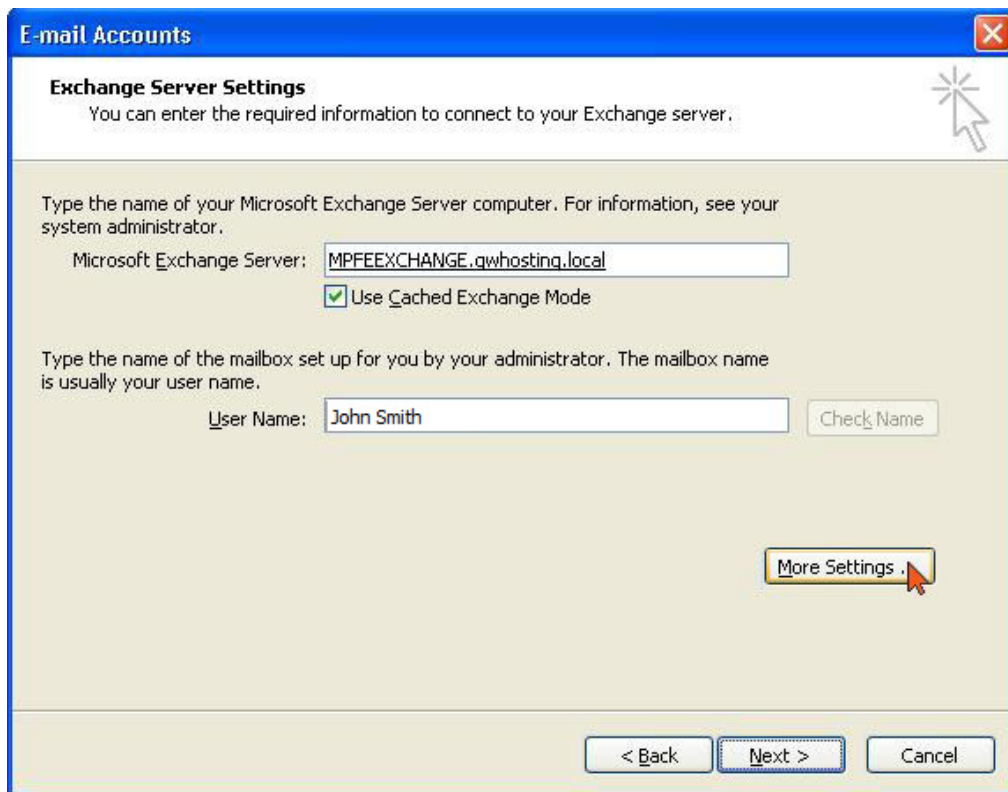 E-mail Accounts
Exchange Server Settings
You can enter the required information to connect to your Exchange server.
Type the name of your Microsoft Exchange Server computer. For information, see your
system administrator.
Microsoft Exchange Server: MPFEEXCHANGE.gwhosting.local
Use Cached Exchange Mode
Type the name of the mailbox set up for you by your administrator. The mailbox name
is usually your user name.
User Name: John Smith Check Name
More Settings ..
< Back Next > Cancel